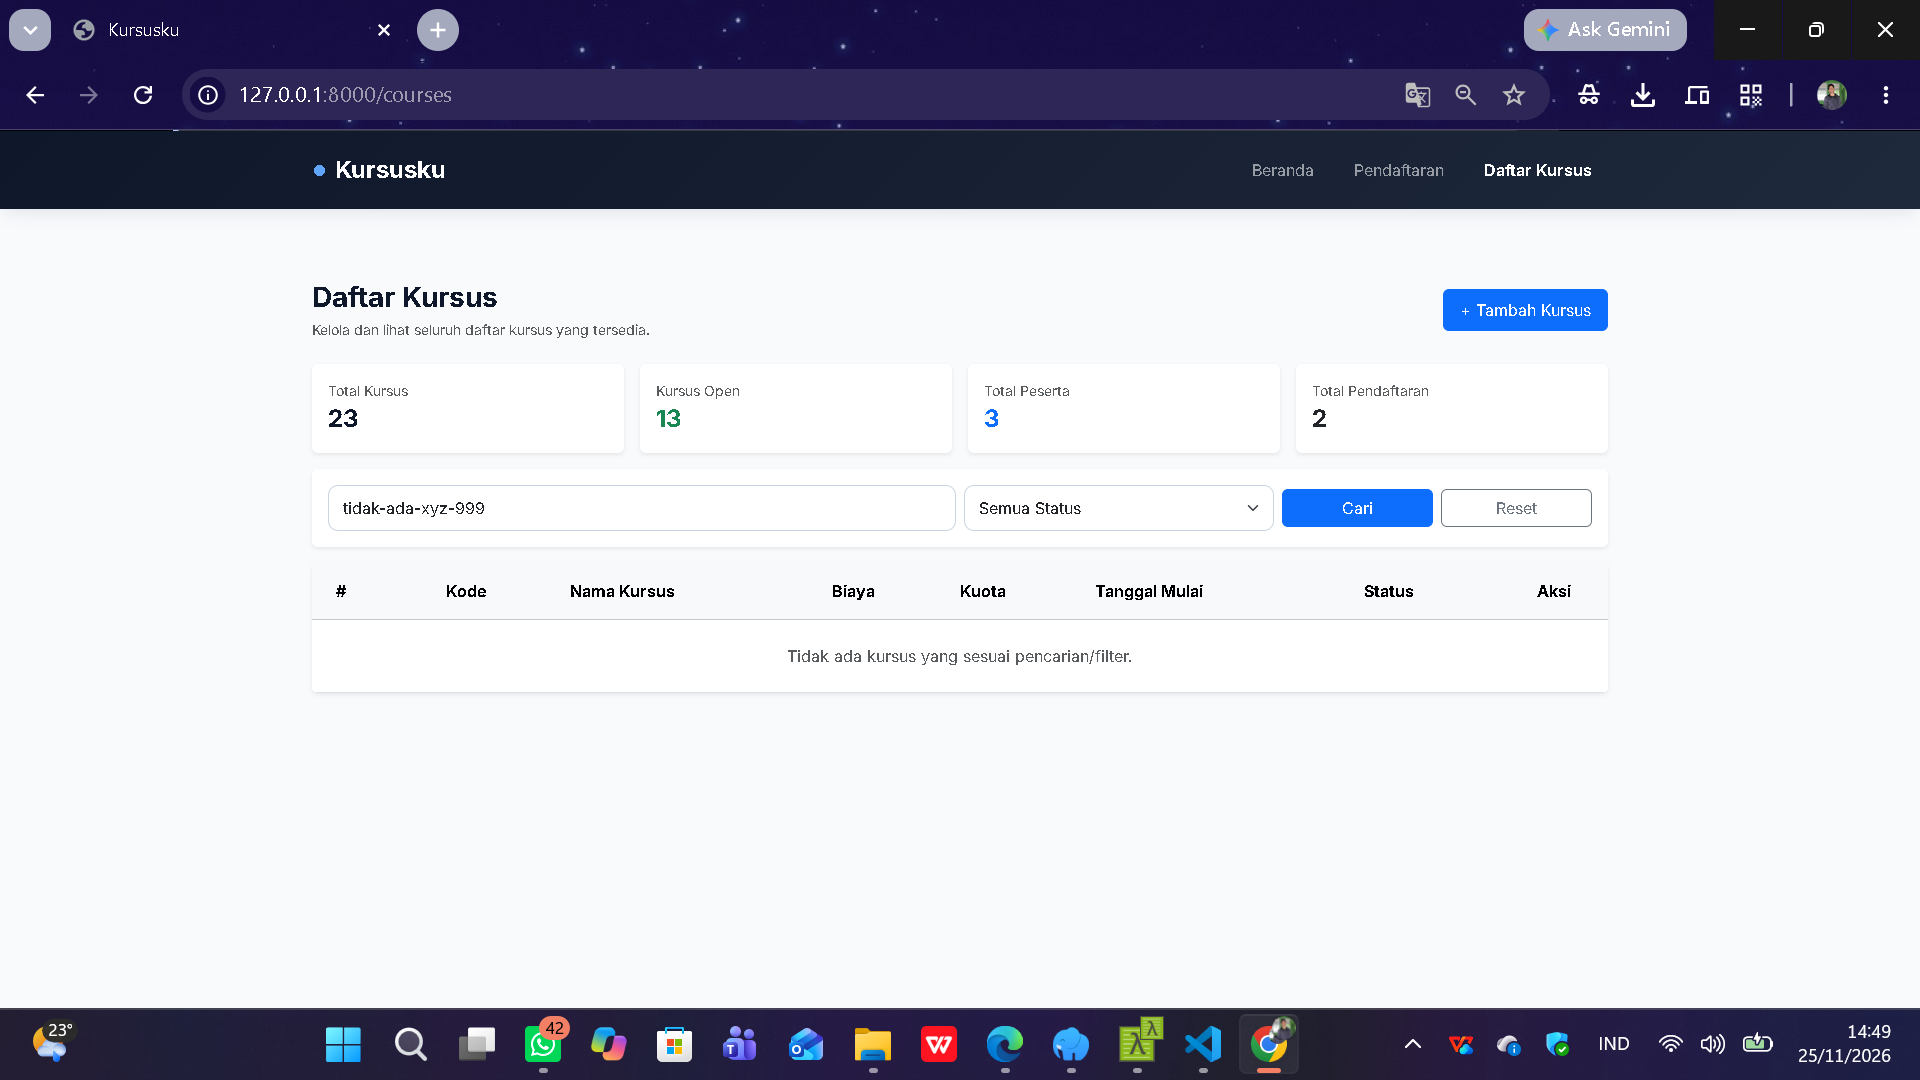 Kursusku
Ask Gemini
127.0.0.1:8000/courses
Kursusku
Beranda Pendaftaran Daftar Kursus
Daftar Kursus
Kelola dan lihat seluruh daftar kursus yang tersedia.
+ Tambah Kursus
Total Kursus
23
Kursus Open
13
Total Peserta
3
Total Pendaftaran
2
tidak-ada-xyz-999 Semua Status Cari Reset
# Kode Nama Kursus Biaya Kuota Tanggal Mulai Status Aksi
Tidak ada kursus yang sesuai pencarian/filter.
23°
42
IND
14:49
25/11/2026